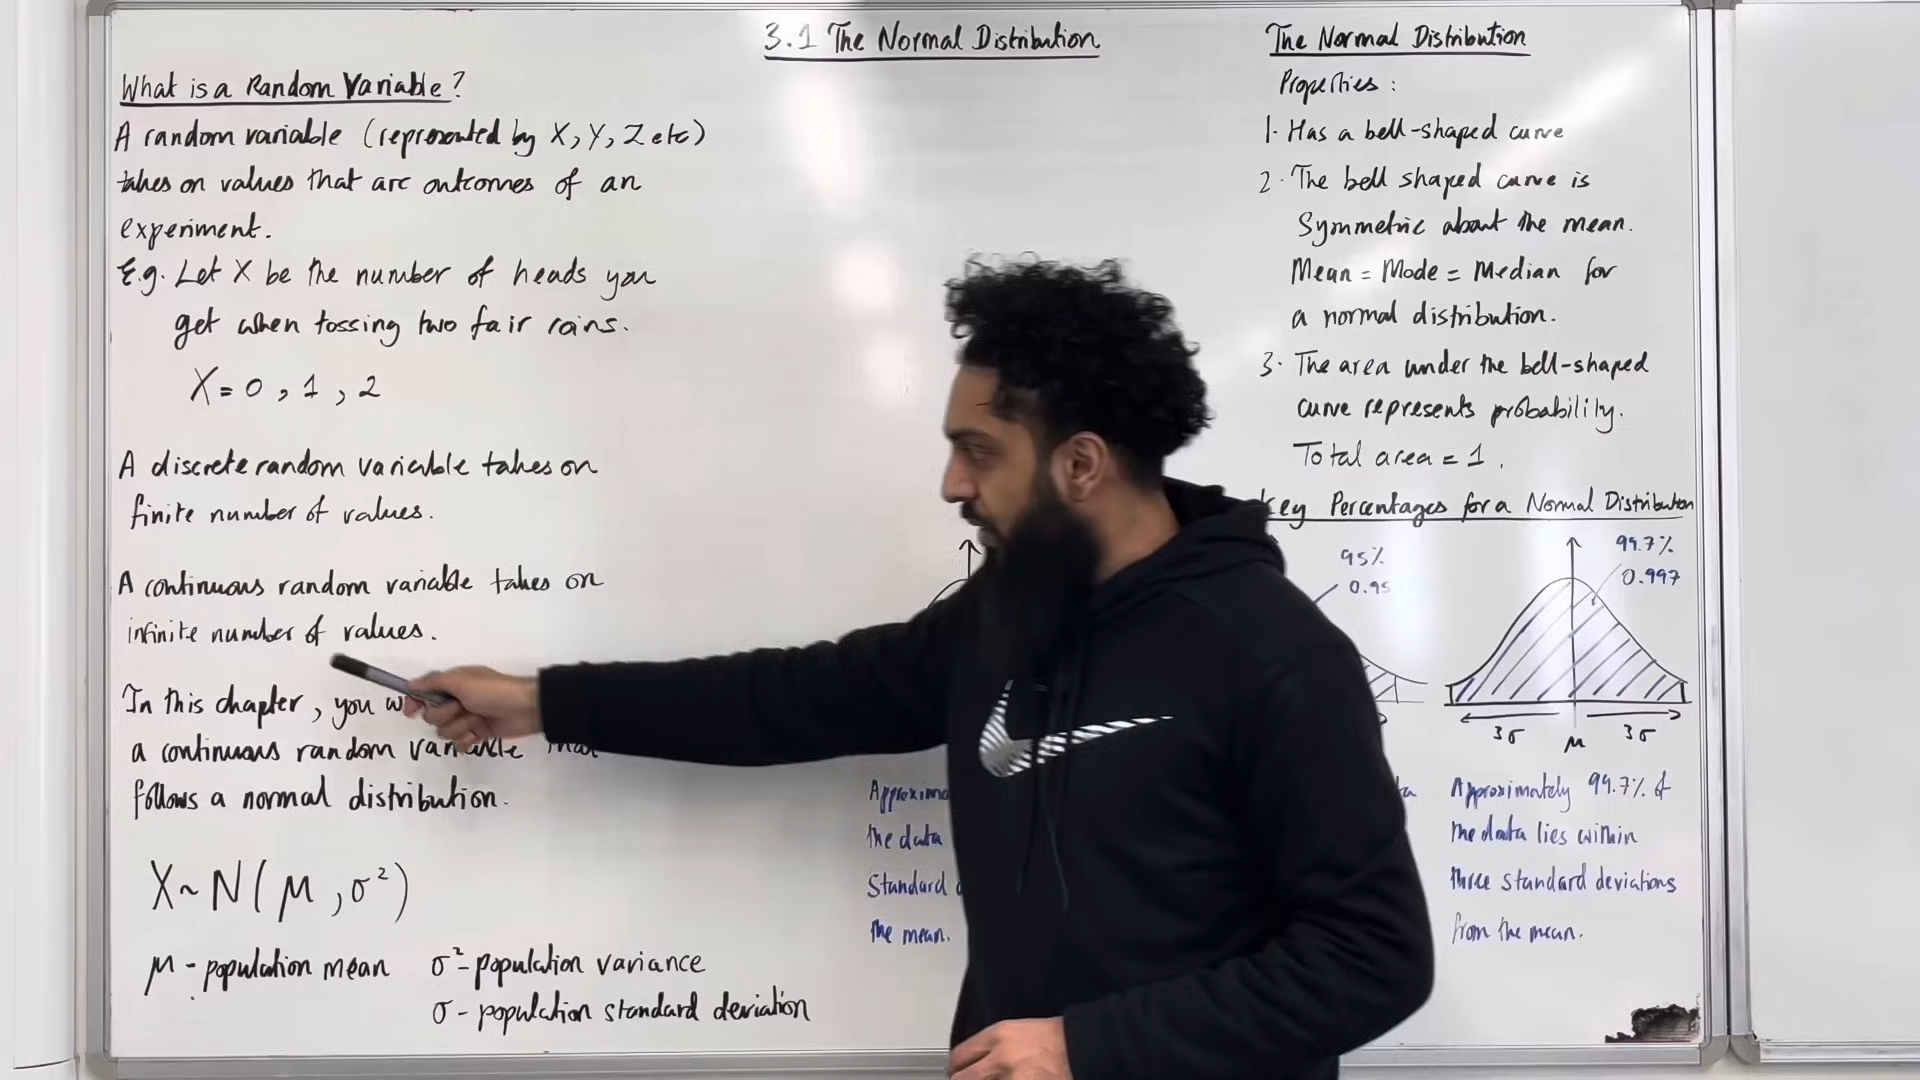 3.1 The Normal Distribution
What is a Random Variable?
A random variable (represented by X, Y, Z etc)
takes on values that are outcomes of an
experiment.
E.g. Let X be the number of heads you
get when tossing two fair coins.
X = 0, 1, 2
A discrete random variable takes on
finite number of values.
A continuous random variable takes on
infinite number of values.
In this chapter, you
a continuous random variable
follows a normal distribution.
X ~ N(μ, σ²)
μ - population mean
σ² - population variance
σ - population standard deviation
The Normal Distribution
Properties:
1. Has a bell-shaped curve
2. The bell shaped curve is
Symmetric about the mean.
Mean = Mode = Median for
a normal distribution.
3. The area under the bell-shaped
curve represents probability.
Total area = 1.
Percentages for a Normal Distribution
the data
Standard
the mean.
95%
0.95
99.7%
0.997
3σ μ 3σ
Approximately 99.7% of
the data lies within
three standard deviations
from the mean.